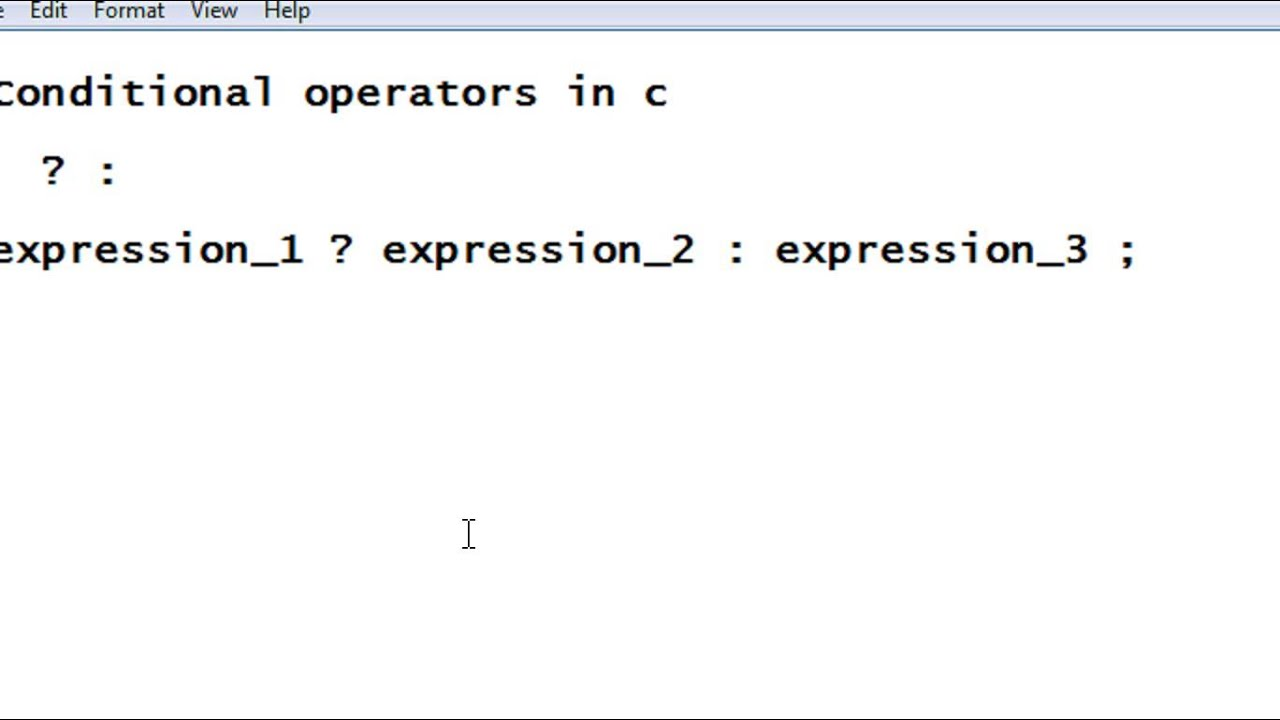 e Edit Format View Help
Conditional operators in c
? :
expression_1 ? expression_2 : expression_3 ;